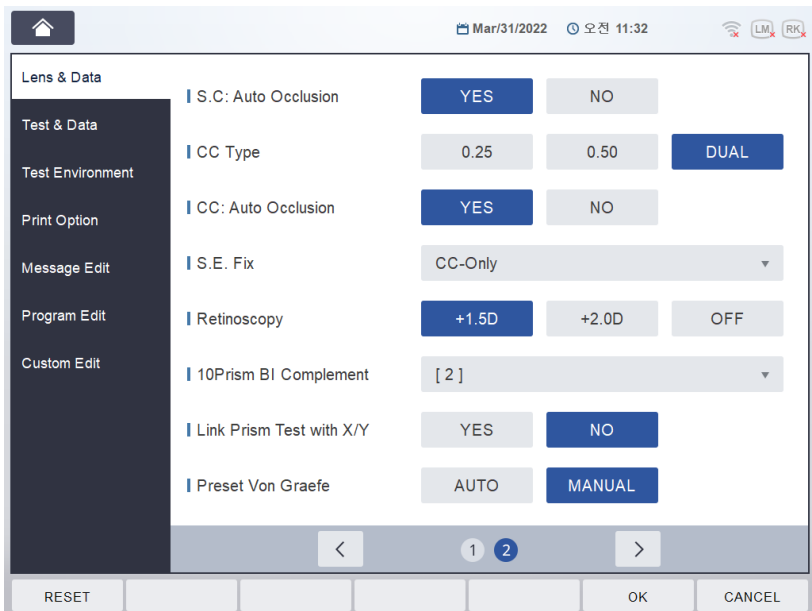 Mar/31/2022 오전 11:32 LM RK
Lens & Data
Test & Data
Test Environment
Print Option
Message Edit
Program Edit
Custom Edit
S.C: Auto Occlusion YES NO
CC Type 0.25 0.50 DUAL
CC: Auto Occlusion YES NO
S.E. Fix CC-Only
Retinoscopy +1.5D +2.0D OFF
10Prism BI Complement [ 2 ]
Link Prism Test with X/Y YES NO
Preset Von Graefe AUTO MANUAL
< 1 2 >
RESET OK CANCEL